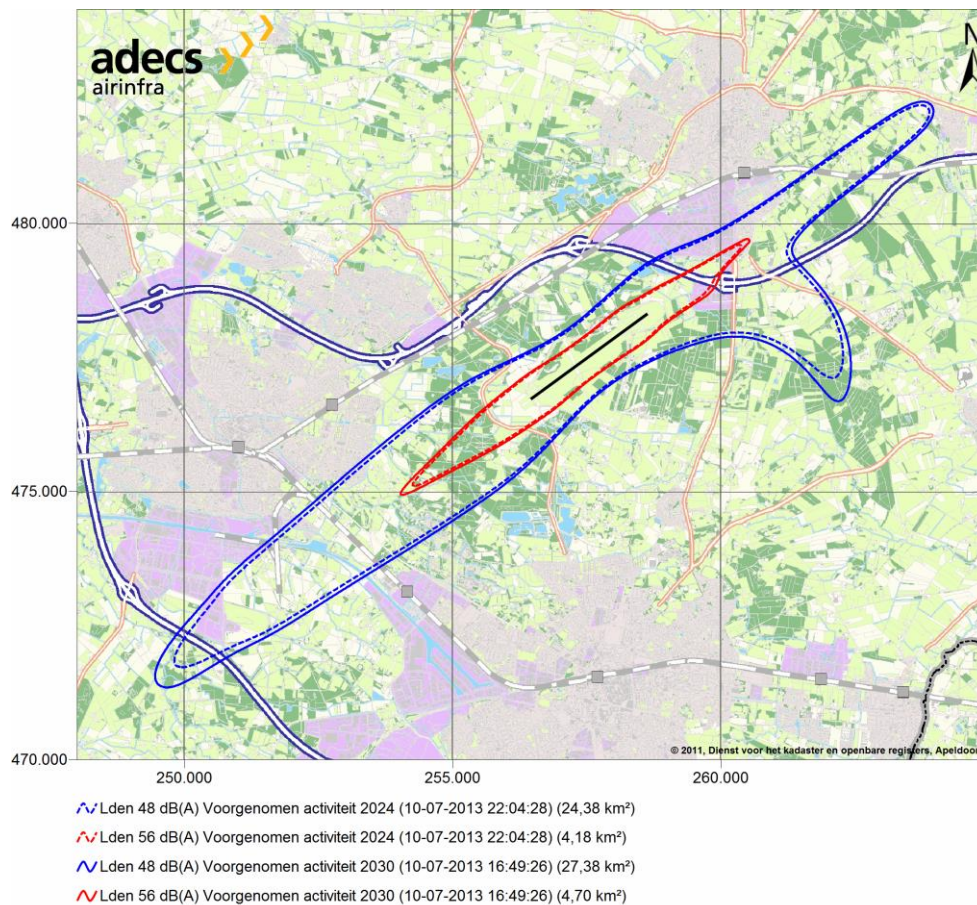 adecs
airinfra
N
480.000
475.000
470.000
© 2011, Dienst voor het kadaster en openbare registers, Apeldoor
250.000
255.000
260.000
Lden 48 dB(A) Voorgenomen activiteit 2024 (10-07-2013 22:04:28) (24,38 km²)
Lden 56 dB(A) Voorgenomen activiteit 2024 (10-07-2013 22:04:28) (4,18 km²)
Lden 48 dB(A) Voorgenomen activiteit 2030 (10-07-2013 16:49:26) (27,38 km²)
Lden 56 dB(A) Voorgenomen activiteit 2030 (10-07-2013 16:49:26) (4,70 km²)